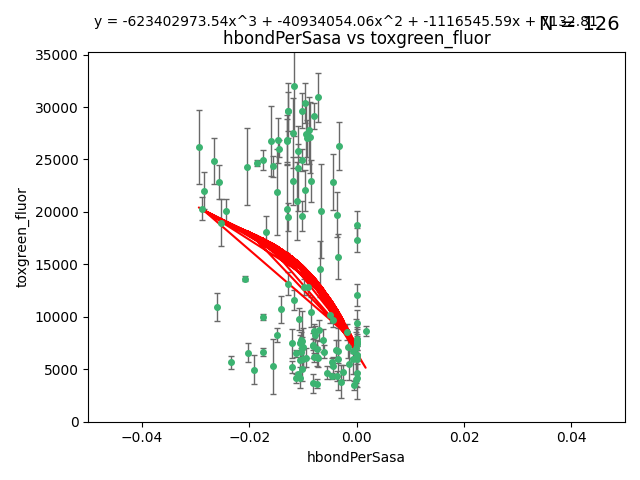 y = -623402973.54x^3 + -40934054.06x^2 + -1116545.59x + 7132.81
N = 126
hbondPerSasa vs toxgreen_fluor
35000
30000
25000
20000
15000
10000
5000
0
toxgreen_fluor
−0.04
−0.02
0.00
0.02
0.04
hbondPerSasa